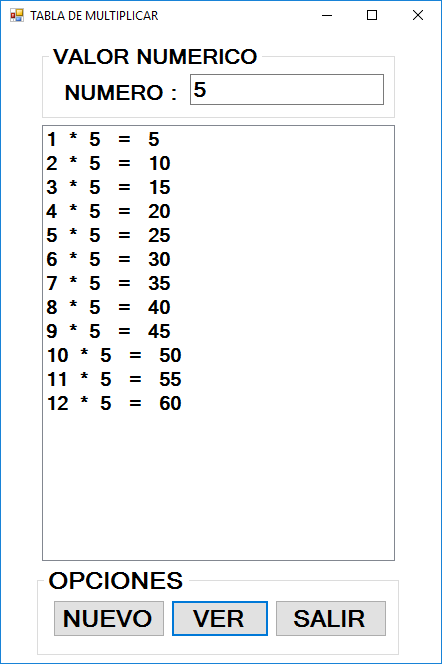 TABLA DE MULTIPLICAR
VALOR NUMERICO
NUMERO : 5
1 * 5 = 5
2 * 5 = 10
3 * 5 = 15
4 * 5 = 20
5 * 5 = 25
6 * 5 = 30
7 * 5 = 35
8 * 5 = 40
9 * 5 = 45
10 * 5 = 50
11 * 5 = 55
12 * 5 = 60
OPCIONES
NUEVO VER SALIR